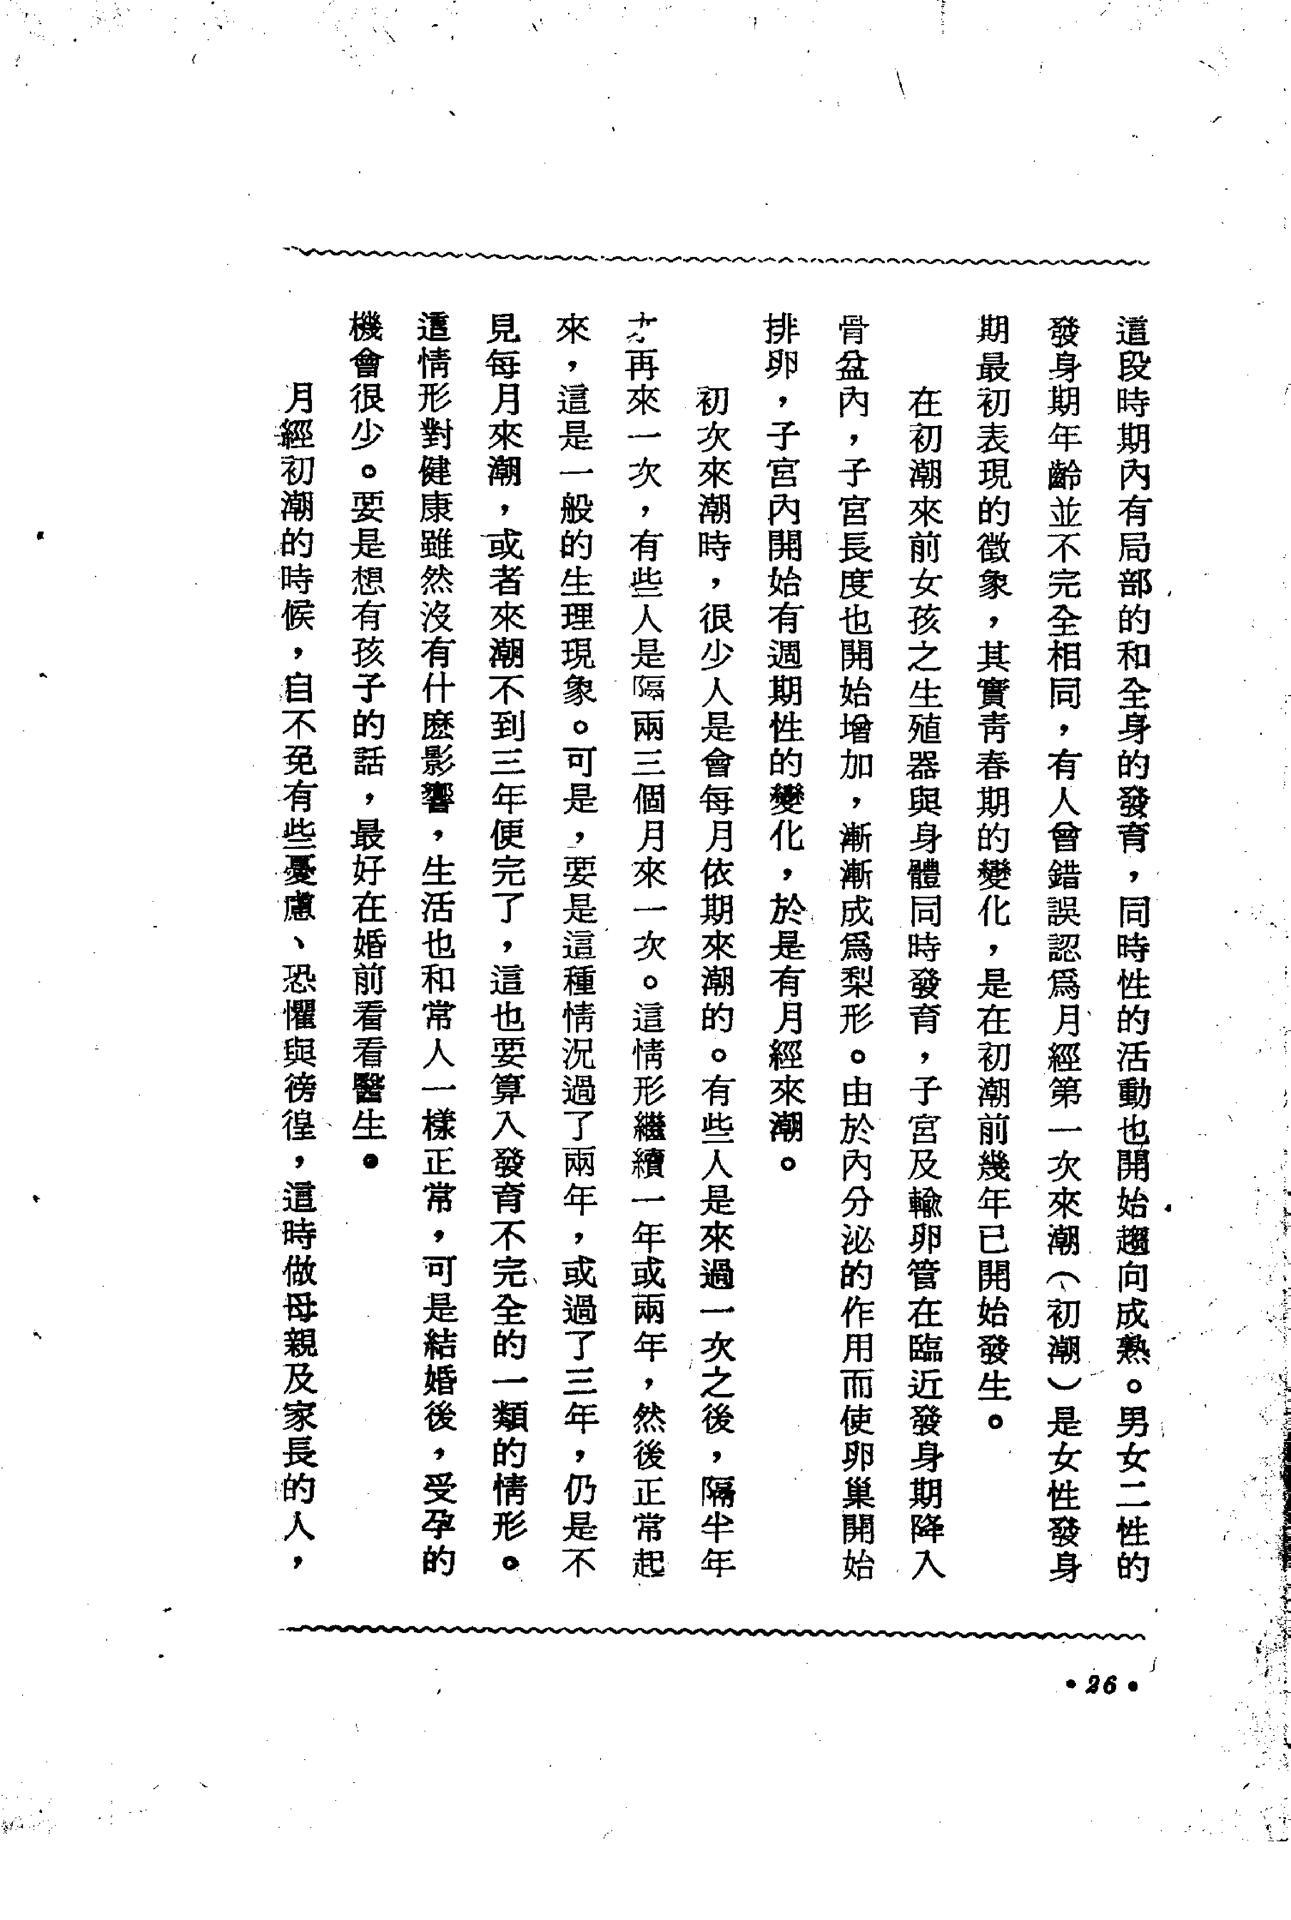 這段時期內有局部的和全身的發育，同時性的活動也開始趨向成熟。男女二性的
發身期年齡並不完全相同，有人曾錯誤認爲月經第一次來潮（初潮）是女性發身
期最初表現的徵象，其實靑春期的變化，是在初潮前幾年已開始發生。
在初潮來前女孩之生殖器與身體同時發育，子宮及輸卵管在臨近發身期降入
骨盆內，子宮長度也開始增加，漸漸成爲梨形。由於內分泌的作用而使卵巢開始
排卵，子宮內開始有週期性的變化，於是有月經來潮。
初次來潮時，很少人是會每月依期來潮的。有些人是來過一次之後，隔半年
才再來一次，有些人是隔兩三個月來一次。這情形繼續一年或兩年，然後正常起
來，這是一般的生理現象。可是，要是這種情況過了兩年，或過了三年，仍是不
見每月來潮，或者來潮不到三年便完了，這也要算入發育不完全的一類的情形。
這情形對健康雖然沒有什麽影響，生活也和常人一樣正常，可是結婚後，受孕的
機會很少。要是想有孩子的話，最好在婚前看看醫生。
月經初潮的時候，自不免有些憂慮、恐懼與徬徨，這時做母親及家長的人，
•26•